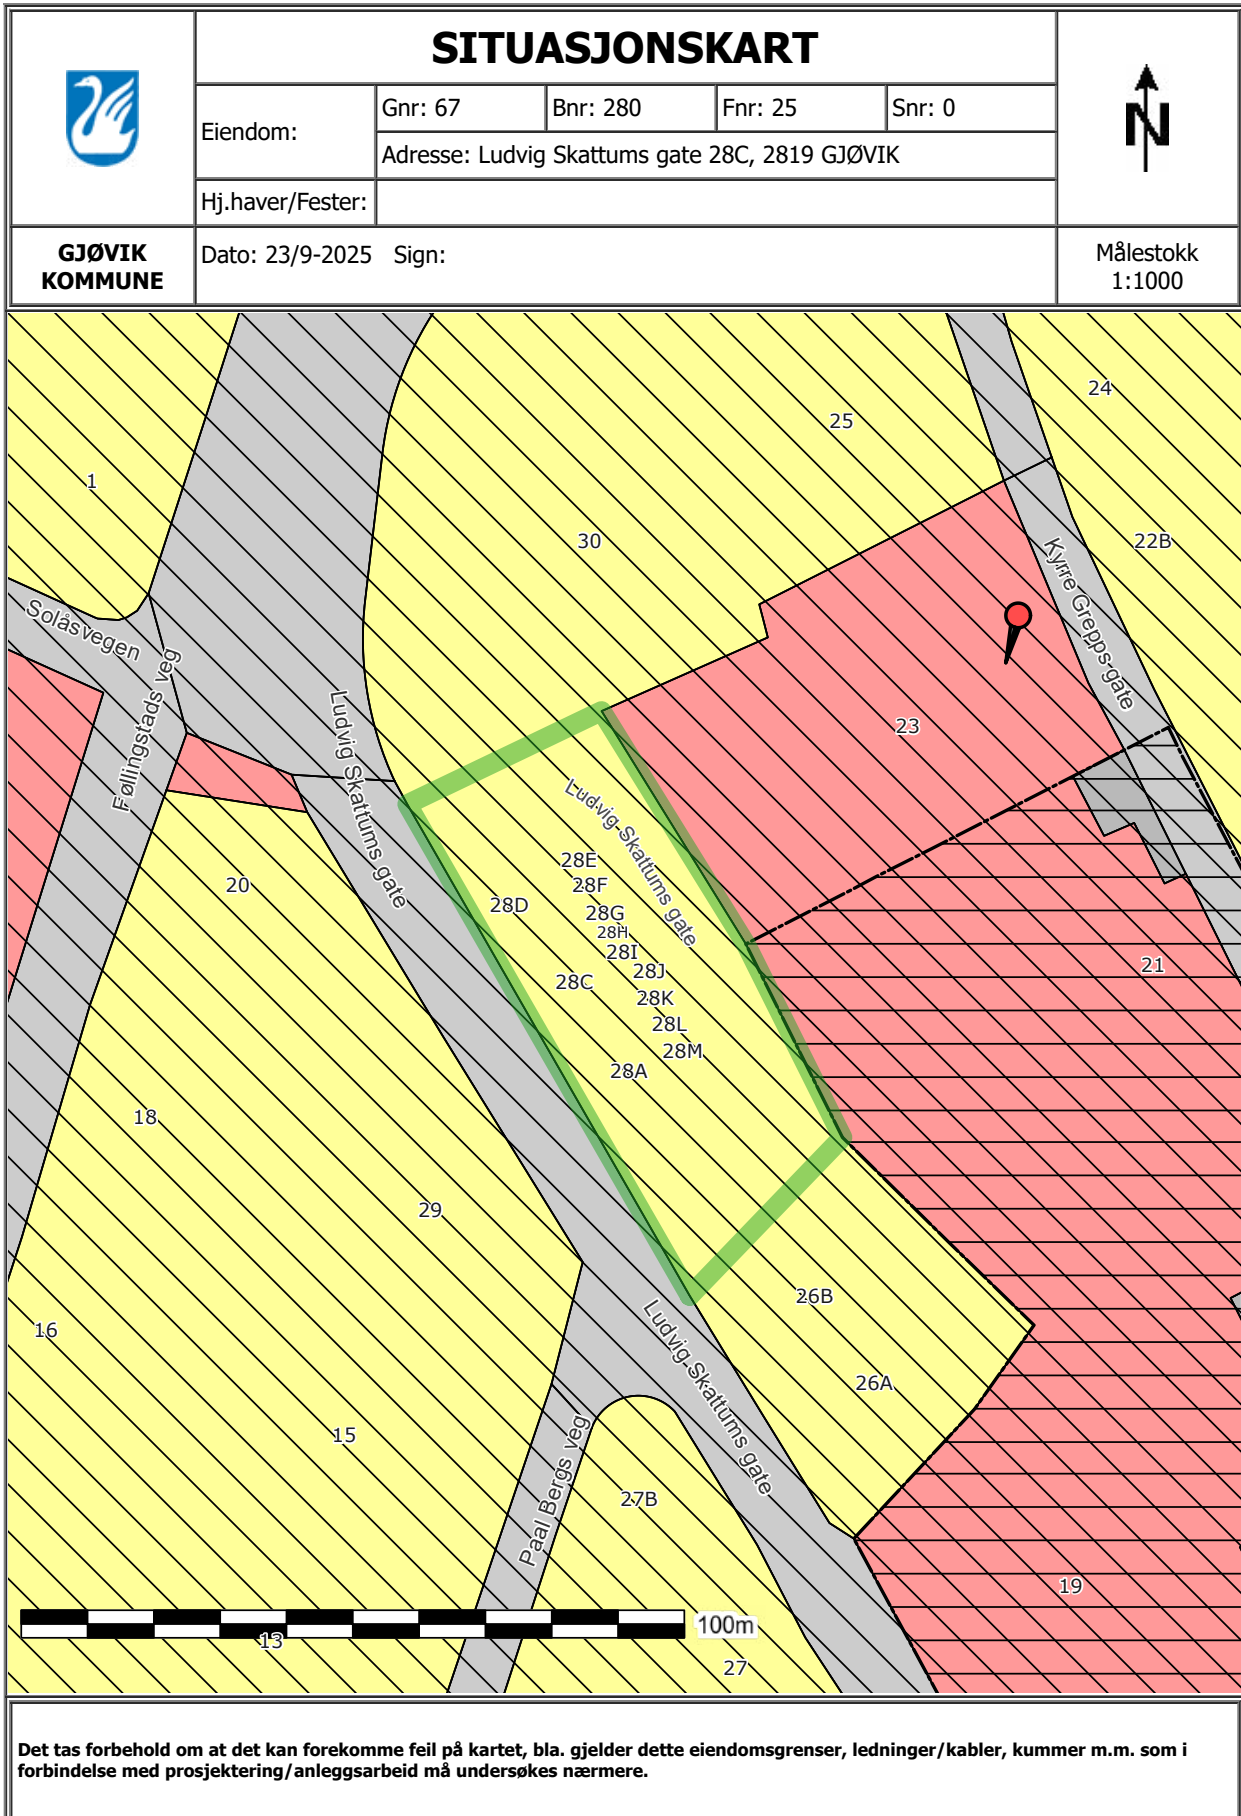 SITUASJONSKART
Eiendom:
Gnr: 67
Bnr: 280
Fnr: 25
Snr: 0
Adresse: Ludvig Skattums gate 28C, 2819 GJØVIK
Hj.haver/Fester:
N
GJØVIK
KOMMUNE
Dato: 23/9-2025 Sign:
Målestokk
1:1000
24
25
1
30
22B
Kyrre Grepps gate
Solåsvegen
Føllingstads veg
Ludvig Skattums gate
23
Ludvig Skattums gate
28E
20
28F
28D
28G
28H
28I
21
28J
28C
28K
28L
28M
28A
18
29
26B
16
Ludvig Skattums gate
26A
15
Paal Bergs veg
27B
19
100m
13
27
Det tas forbehold om at det kan forekomme feil på kartet, bla. gjelder dette eiendomsgrenser, ledninger/kabler, kummer m.m. som i
forbindelse med prosjektering/anleggsarbeid må undersøkes nærmere.